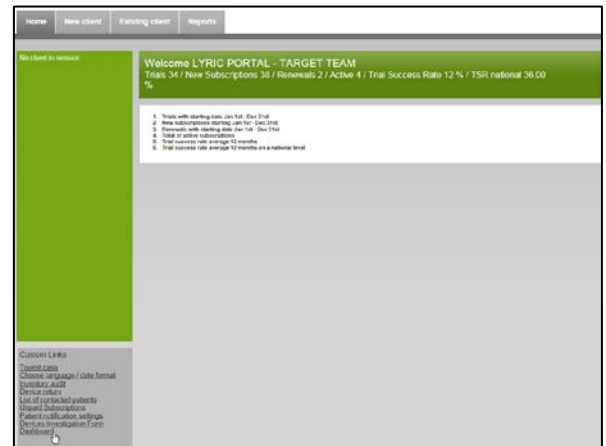 Home New client Existing client Reports
No client in session
Welcome LYRIC PORTAL - TARGET TEAM
Trials 34 / New Subscriptions 38 / Renewals 2 / Active 4 / Trial Success Rate 12 % / TSR national 36.00
%
1. Trials with starting date Jan 1st - Dec 31st
2. New subscriptions starting Jan 1st - Dec 31st
3. Renewals with starting date Jan 1st - Dec 31st
4. Total of active subscriptions
5. Trial success rate average 12 months
6. Trial success rate average 12 months on a national level
Custom Links
Tourist case
Choose language / date format
Inventory audit
Device return
List of contacted patients
Unpaid Subscriptions
Patient notification settings
Devices Investigation Form
Dashboard